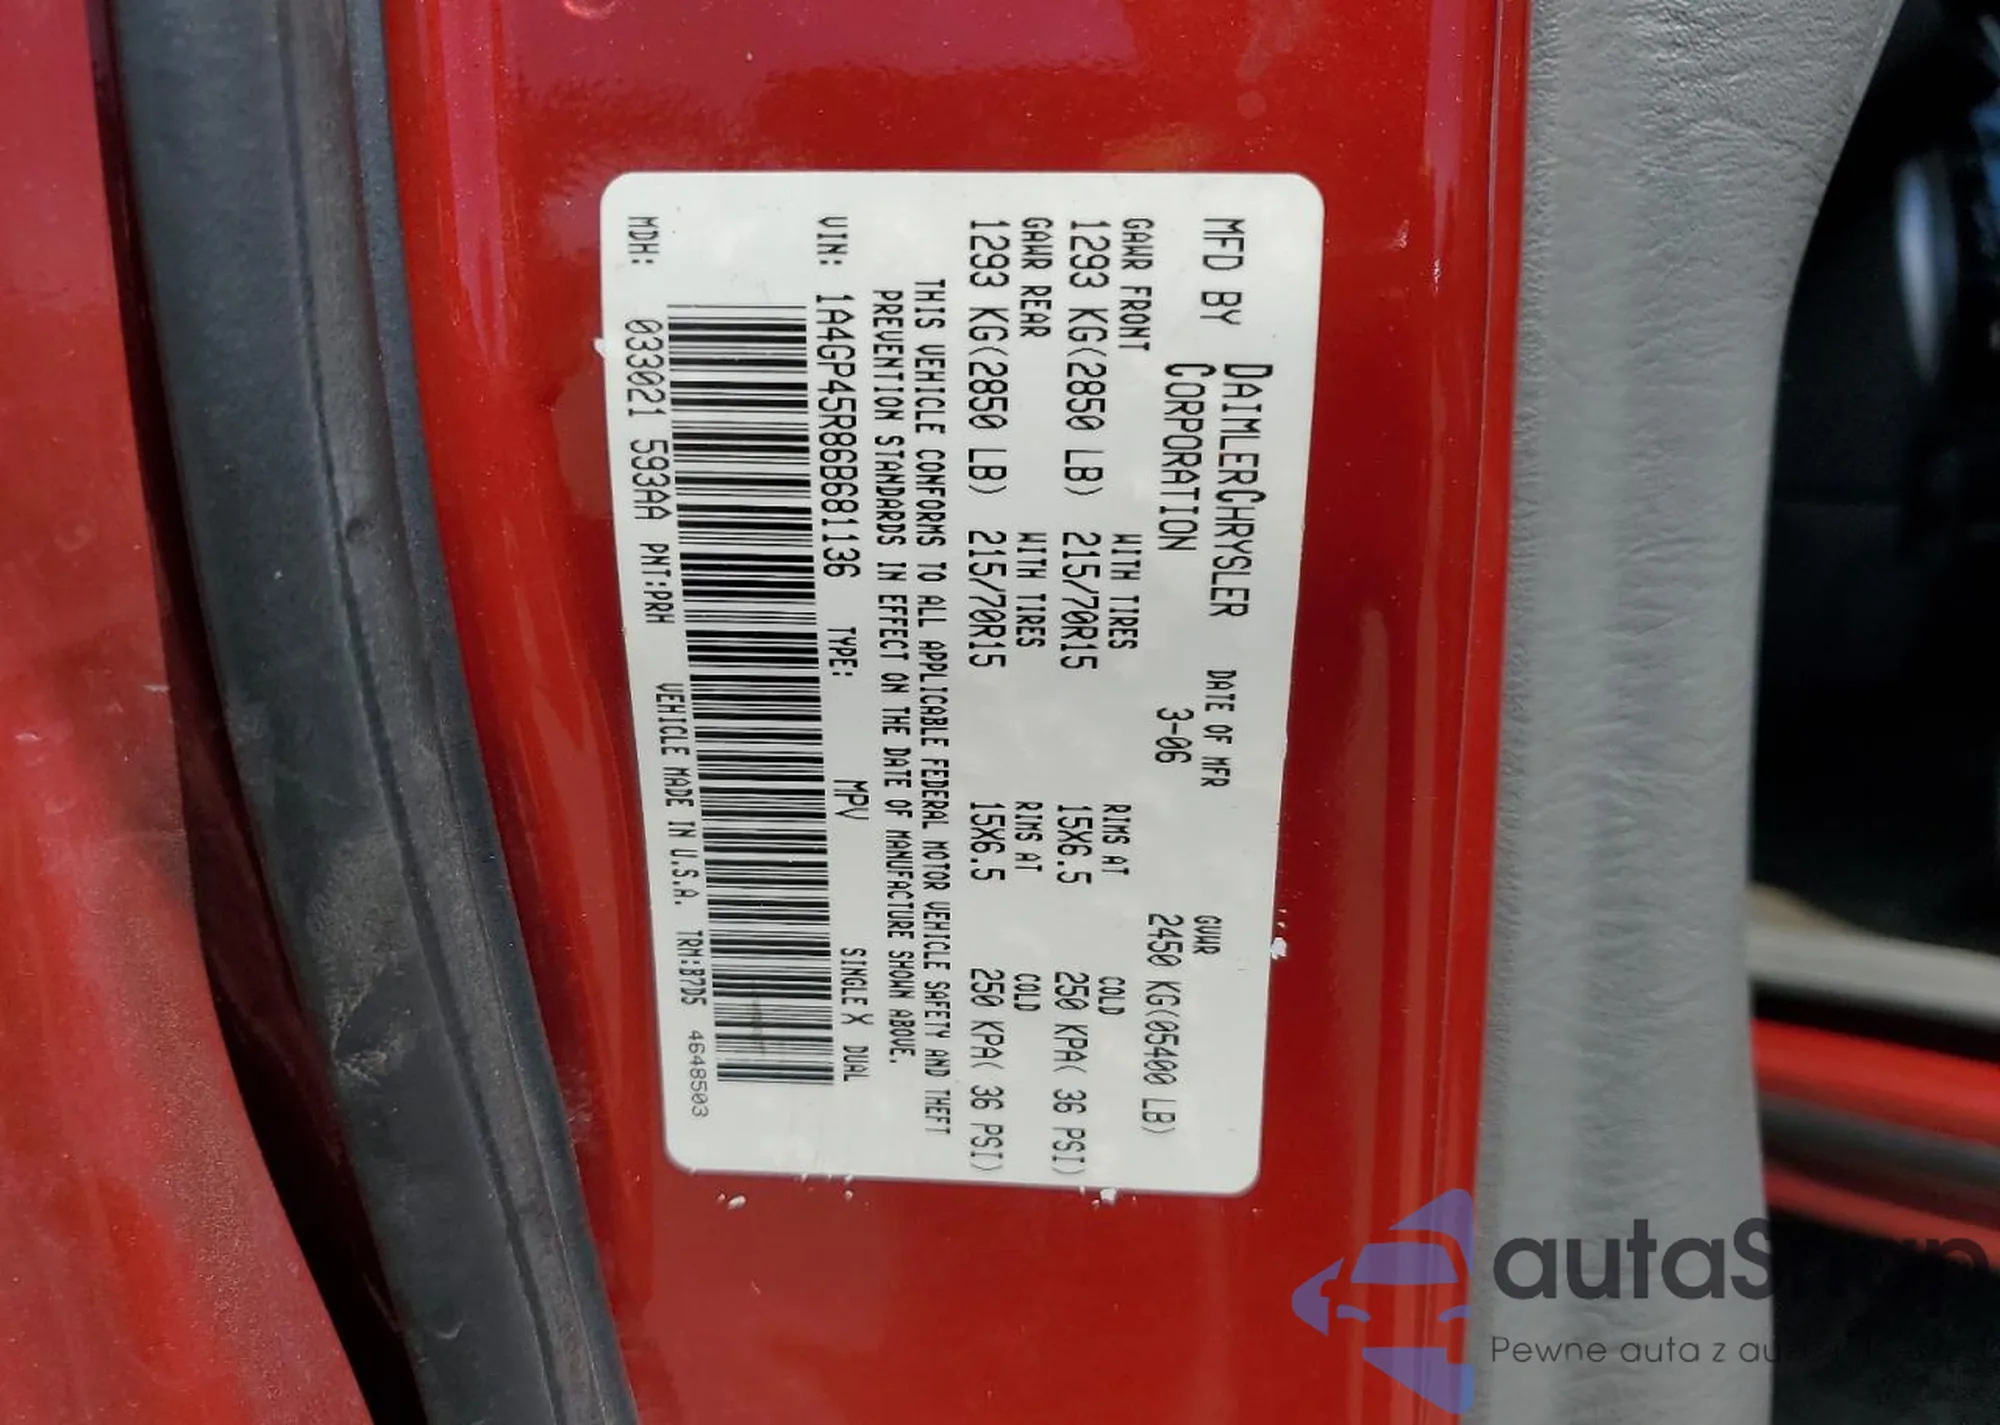 MFD BY DAIMLERCHRYSLER CORPORATION DATE OF MFR 3-06 GVWR 2450 KG(05400 LB)
GAWR FRONT WITH TIRES RIMS AT COLD
1293 KG(2850 LB) 215/70R15 15X6.5 250 KPA( 36 PSI)
GAWR REAR WITH TIRES RIMS AT COLD
1293 KG(2850 LB) 215/70R15 15X6.5 250 KPA( 36 PSI)
THIS VEHICLE CONFORMS TO ALL APPLICABLE FEDERAL MOTOR VEHICLE SAFETY AND THEFT
PREVENTION STANDARDS IN EFFECT ON THE DATE OF MANUFACTURE SHOWN ABOVE.
VIN: 1A4GP45R86B681136 TYPE: MPV SINGLE X DUAL
MDH: 033021 593AA PNT:PRH VEHICLE MADE IN U.S.A. TRM:B7D5 4648503
Pewne auta z